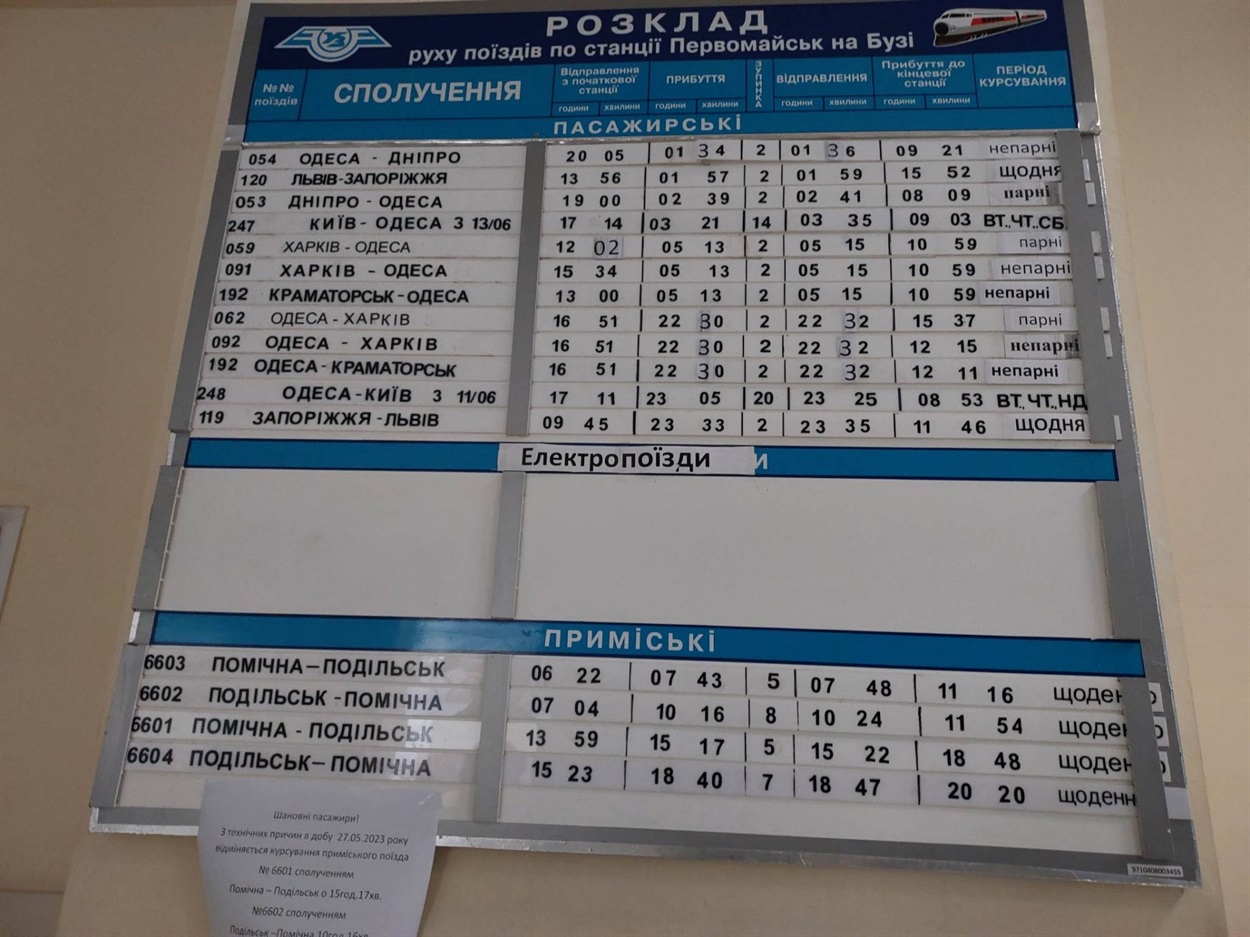 РОЗКЛАД
руху поїздів по станції Первомайськ на Бузі
№№ поїздів СПОЛУЧЕННЯ Відправлення з початкової станції ПРИБУТТЯ ЗУПИНКА ВІДПРАВЛЕННЯ Прибуття до кінцевої станції ПЕРІОД КУРСУВАННЯ
години хвилини години хвилини години хвилини години хвилини
ПАСАЖИРСЬКІ
054 ОДЕСА - ДНІПРО 20 05 01 34 2 01 36 09 21 непарні
120 ЛЬВІВ-ЗАПОРІЖЖЯ 13 56 01 57 2 01 59 15 52 ЩОДНЯ
053 ДНІПРО - ОДЕСА 19 00 02 39 2 02 41 08 09 парні
247 КИЇВ- ОДЕСА З 13/06 17 14 03 21 14 03 35 09 03 ВТ.,ЧТ.,СБ.
059 ХАРКІВ - ОДЕСА 12 02 05 13 2 05 15 10 59 парні
091 ХАРКІВ - ОДЕСА 15 34 05 13 2 05 15 10 59 непарні
192 КРАМАТОРСЬК-ОДЕСА 13 00 05 13 2 05 15 10 59 непарні
062 ОДЕСА - ХАРКІВ 16 51 22 30 2 22 32 15 37 парні
092 ОДЕСА - ХАРКІВ 16 51 22 30 2 22 32 12 15 непарні
192 ОДЕСА - КРАМАТОРСЬК 16 51 22 30 2 22 32 12 11 непарні
248 ОДЕСА-КИЇВ З 11/06 17 11 23 05 20 23 25 08 53 ВТ.,ЧТ.,НД
119 ЗАПОРІЖЖЯ -ЛЬВІВ 09 45 23 33 2 23 35 11 46 ЩОДНЯ
Електропоїзди И
ПРИМІСЬКІ
6603 ПОМІЧНА–ПОДІЛЬСЬК 06 22 07 43 5 07 48 11 16 щоденно
6602 ПОДІЛЬСЬК -ПОМІЧНА 07 04 10 16 8 10 24 11 54 щоденно
6601 ПОМІЧНА - ПОДІЛЬСЬК 13 59 15 17 5 15 22 18 48 щоденно
6604 ПОДІЛЬСЬК– ПОМІЧНА 15 23 18 40 7 18 47 20 20 щоденн
9710408003455
Шановні пасажири!
З технічних причин в добу 27.05.2023 року
відміняється курсування приміського поїзда
№ 6601 сполученням
Помічна – Подільськ о 15год.17хв.
№6602 сполученням
Подільськ –Помічна 10год.16хв.